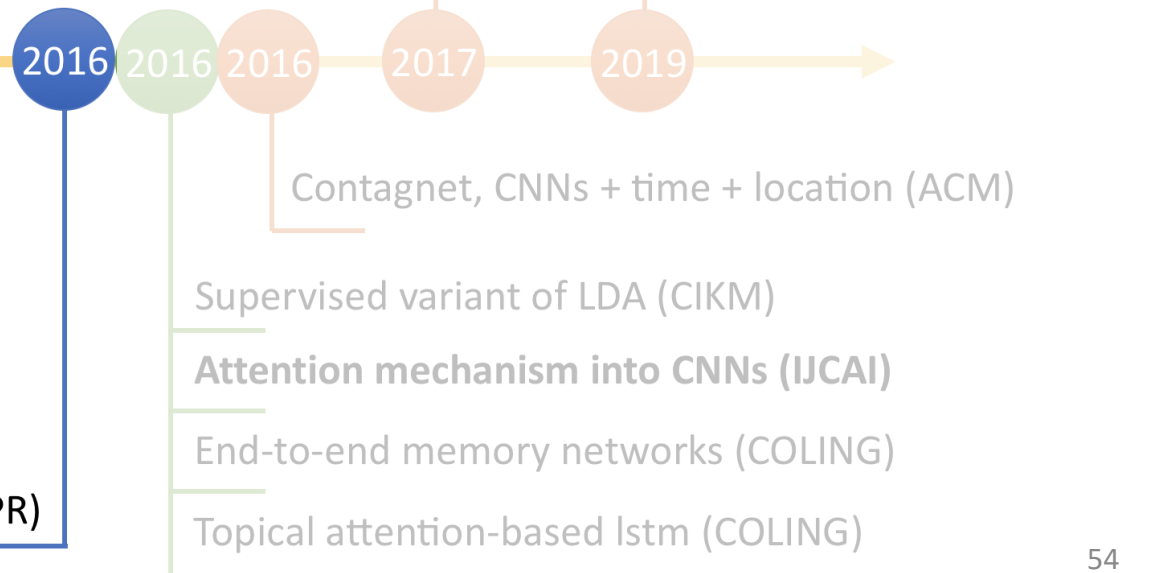 2016 2016 2016 2017 2019
Contagnet, CNNs + time + location (ACM)
Supervised variant of LDA (CIKM)
Attention mechanism into CNNs (IJCAI)
End-to-end memory networks (COLING)
PR)
Topical attention-based lstm (COLING)
54